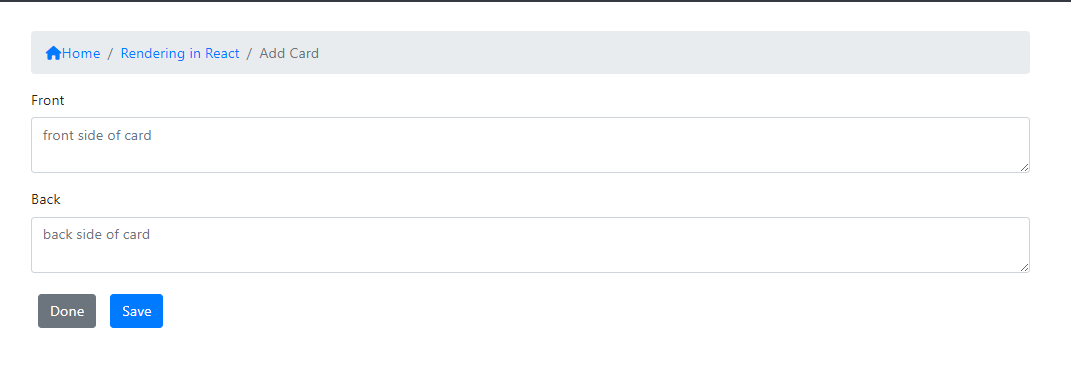 Home / Rendering in React / Add Card
Front
front side of card
Back
back side of card
Done Save